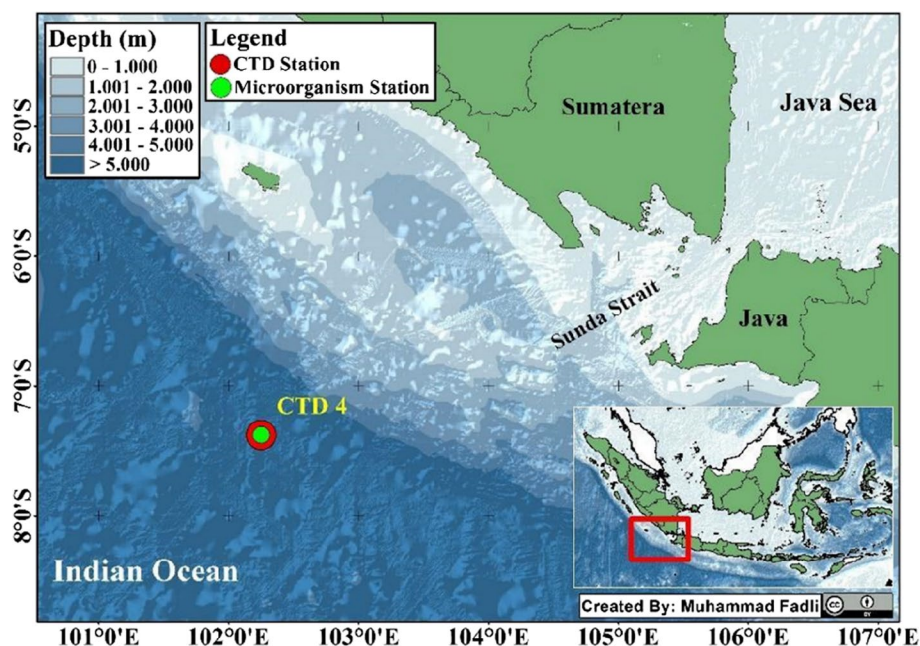 Depth (m)
0 - 1.000
1.001 - 2.000
2.001 - 3.000
3.001 - 4.000
4.001 - 5.000
> 5.000
Legend
CTD Station
Microorganism Station
Sumatera
Java Sea
Sunda Strait
Java
CTD 4
Indian Ocean
Created By: Muhammad Fadli
cc
BY
5°0'S
6°0'S
7°0'S
8°0'S
101°0'E
102°0'E
103°0'E
104°0'E
105°0'E
106°0'E
107°0'E